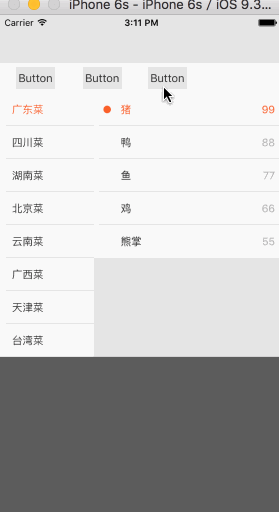 iPhone 6s - iPhone 6s / iOS 9.3...
Carrier 3:11 PM
Button Button Button
广东菜 猪 99
四川菜 鸭 88
湖南菜 鱼 77
北京菜 鸡 66
云南菜 熊掌 55
广西菜
天津菜
台湾菜